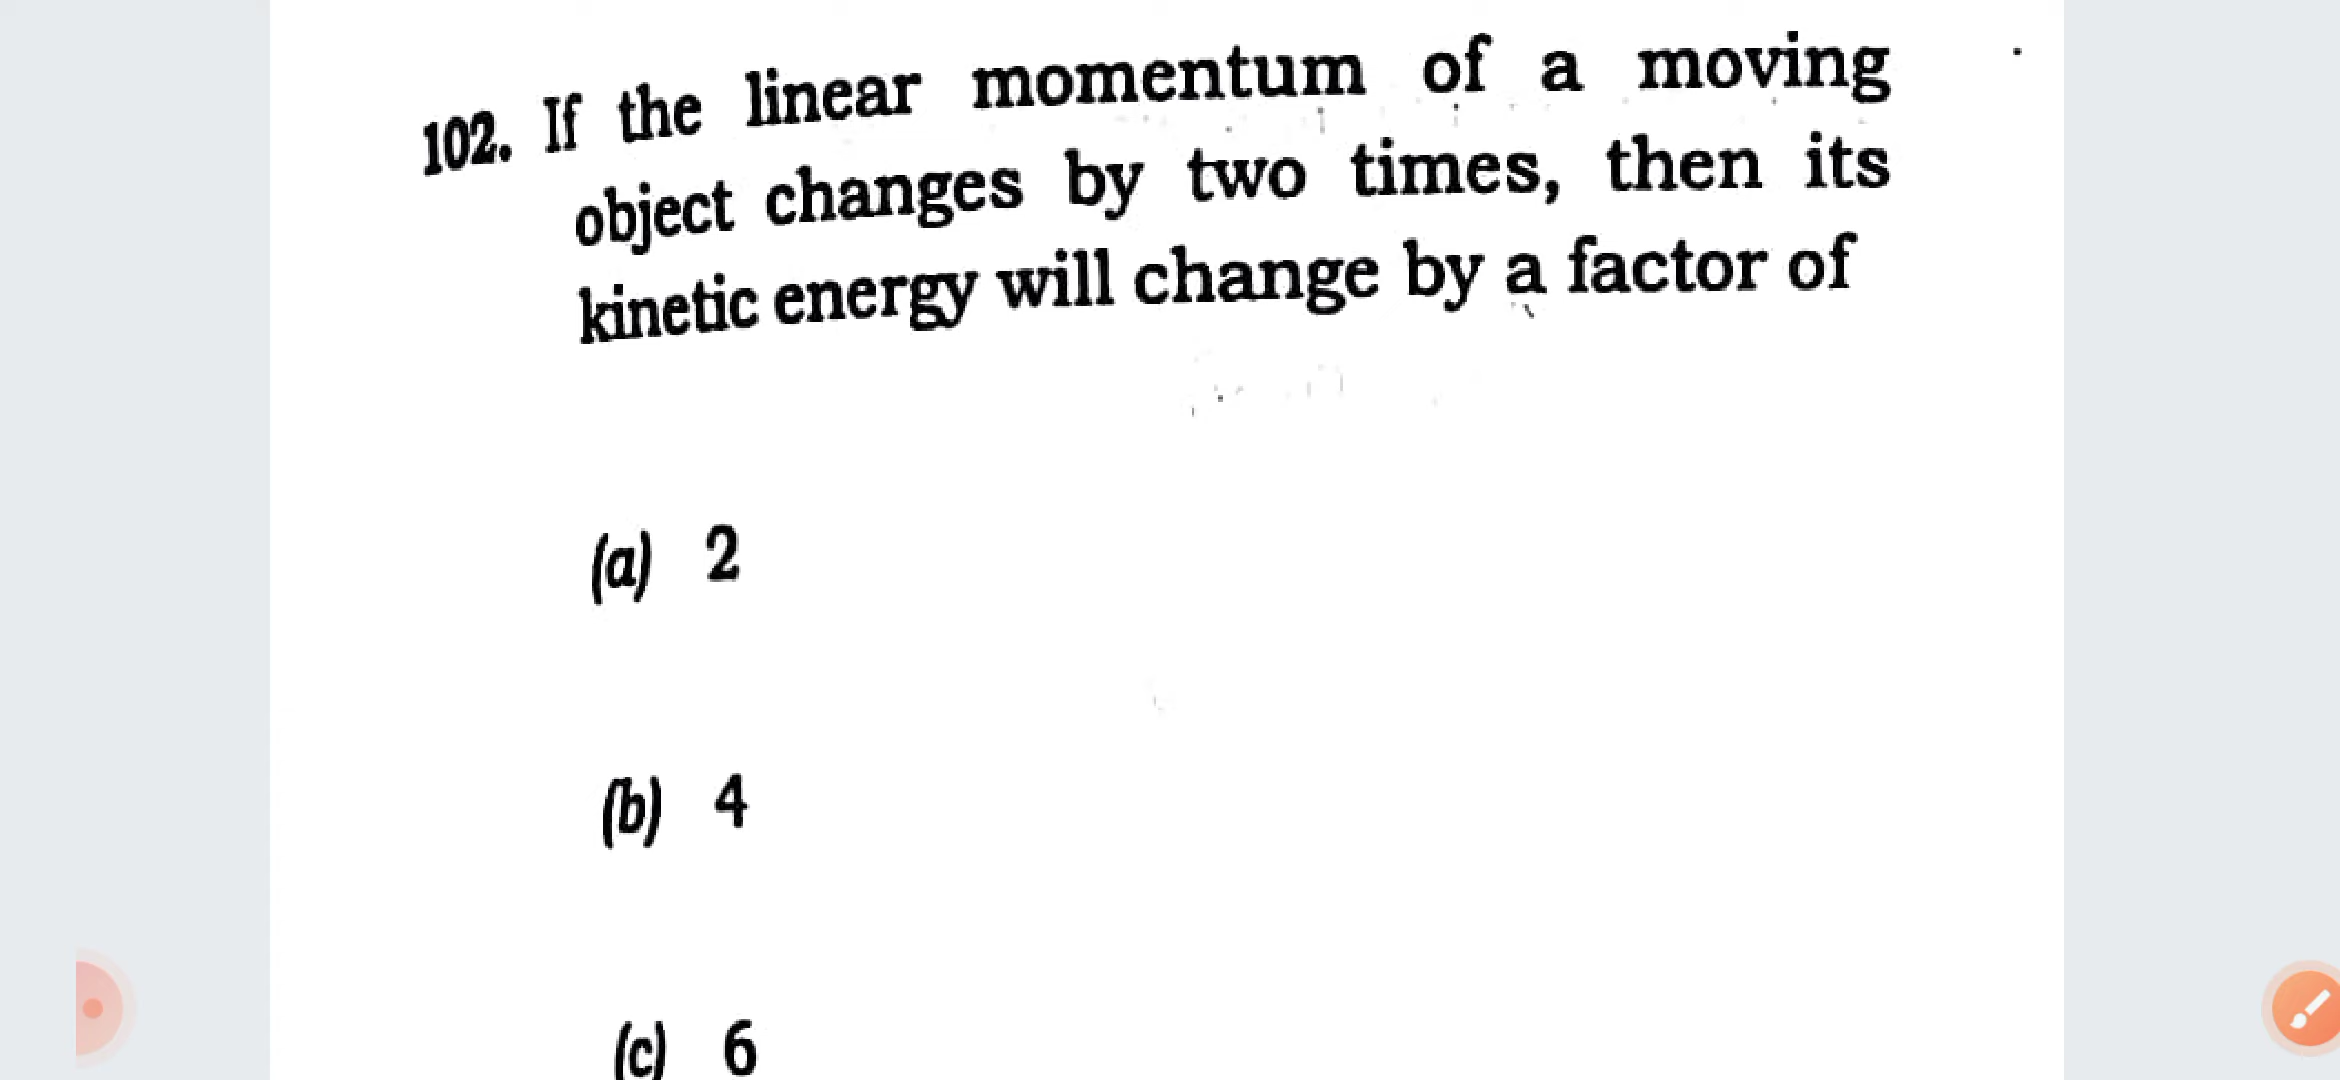 102. If the linear momentum of a moving
object changes by two times, then its
kinetic energy will change by a factor of
(a) 2
(b) 4
(c) 6